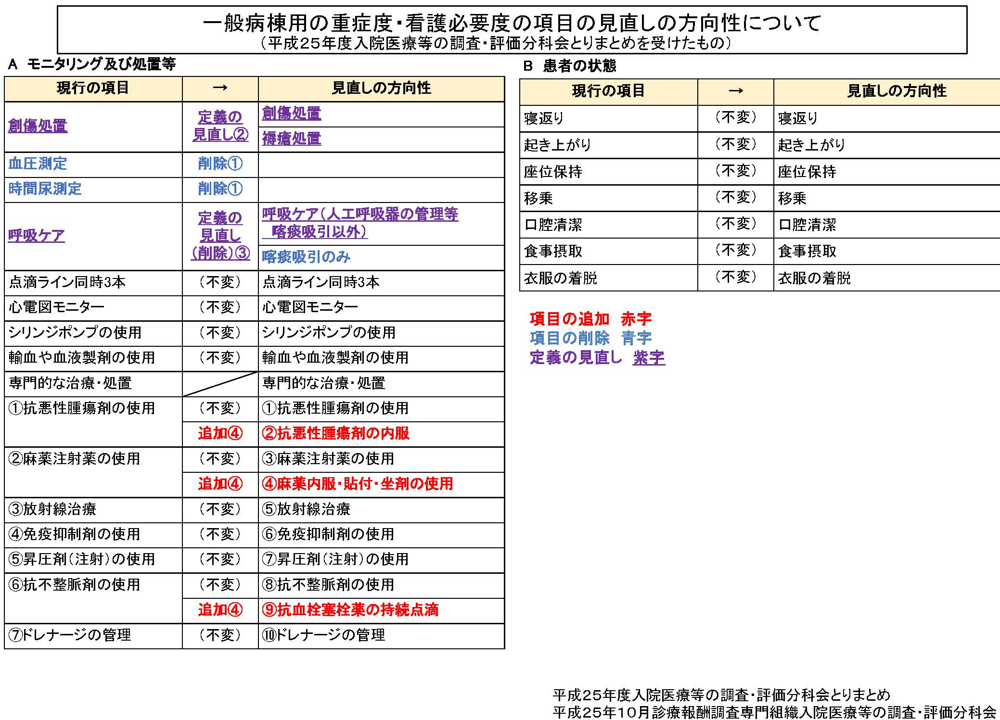 一般病棟用の重症度・看護必要度の項目の見直しの方向性について
（平成２５年度入院医療等の調査・評価分科会とりまとめを受けたもの）
A　モニタリング及び処置等
現行の項目　→　見直しの方向性
創傷処置　定義の見直し②　創傷処置
褥瘡処置
血圧測定　削除①
時間尿測定　削除①
呼吸ケア　定義の見直し（削除）③　呼吸ケア（人工呼吸器の管理等
喀痰吸引以外）
喀痰吸引のみ
点滴ライン同時3本　（不変）　点滴ライン同時3本
心電図モニター　（不変）　心電図モニター
シリンジポンプの使用　（不変）　シリンジポンプの使用
輸血や血液製剤の使用　（不変）　輸血や血液製剤の使用
専門的な治療・処置　専門的な治療・処置
①抗悪性腫瘍剤の使用　（不変）　①抗悪性腫瘍剤の使用
追加④　②抗悪性腫瘍剤の内服
②麻薬注射薬の使用　（不変）　③麻薬注射薬の使用
追加④　④麻薬内服・貼付・坐剤の使用
③放射線治療　（不変）　⑤放射線治療
④免疫抑制剤の使用　（不変）　⑥免疫抑制剤の使用
⑤昇圧剤（注射）の使用　（不変）　⑦昇圧剤（注射）の使用
⑥抗不整脈剤の使用　（不変）　⑧抗不整脈剤の使用
追加④　⑨抗血栓塞栓薬の持続点滴
⑦ドレナージの管理　（不変）　⑩ドレナージの管理
B　患者の状態
現行の項目　→　見直しの方向性
寝返り　（不変）　寝返り
起き上がり　（不変）　起き上がり
座位保持　（不変）　座位保持
移乗　（不変）　移乗
口腔清潔　（不変）　口腔清潔
食事摂取　（不変）　食事摂取
衣服の着脱　（不変）　衣服の着脱
項目の追加　赤字
項目の削除　青字
定義の見直し　紫字
平成２５年度入院医療等の調査・評価分科会とりまとめ
平成２５年１０月診療報酬調査専門組織入院医療等の調査・評価分科会